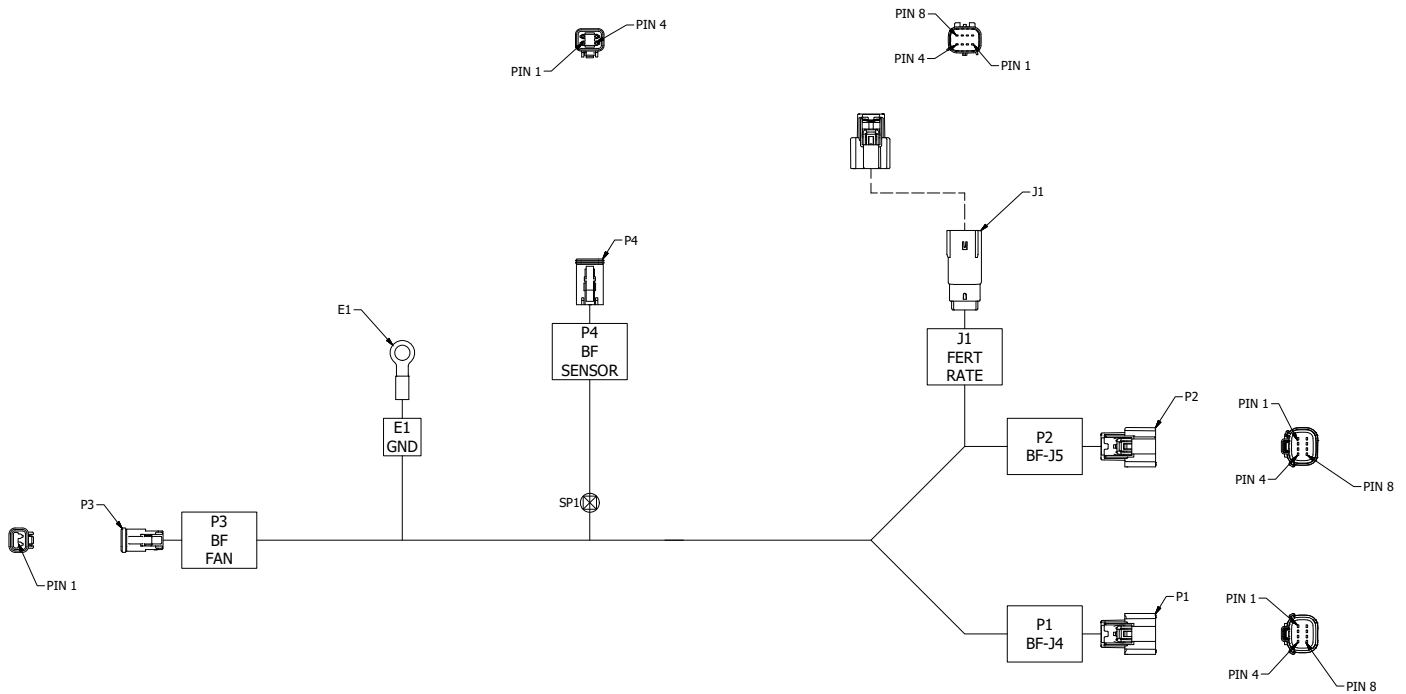 PIN 4
PIN 1
PIN 8
PIN 4
PIN 1
J1
P4
E1
P4
BF
SENSOR
J1
FERT
RATE
E1
GND
P2
P2
BF-J5
PIN 1
PIN 4
PIN 8
SP1
P3
P3
BF
FAN
PIN 1
P1
P1
BF-J4
PIN 1
PIN 4
PIN 8